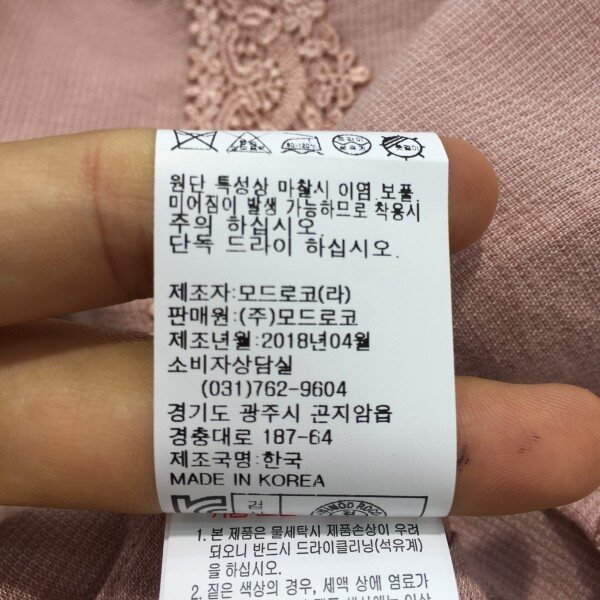 원단 특성상 마찰시 이염 보풀,
미어짐이 발생 가능하므로 착용시
주의 하십시오.
단독 드라이 하십시오.
제조자:모드로코(라)
판매원:(주)모드로코
제조년월:2018년04월
소비자상담실
(031)762-9604
경기도 광주시 곤지암읍
경충대로 187-64
제조국명:한국
MADE IN KOREA
1. 본 제품은 물세탁시 제품손상이 우려
되오니 반드시 드라이클리닝(석유계)
을 하십시오.
2. 짙은 색상의 경우, 세액 상에 염료가